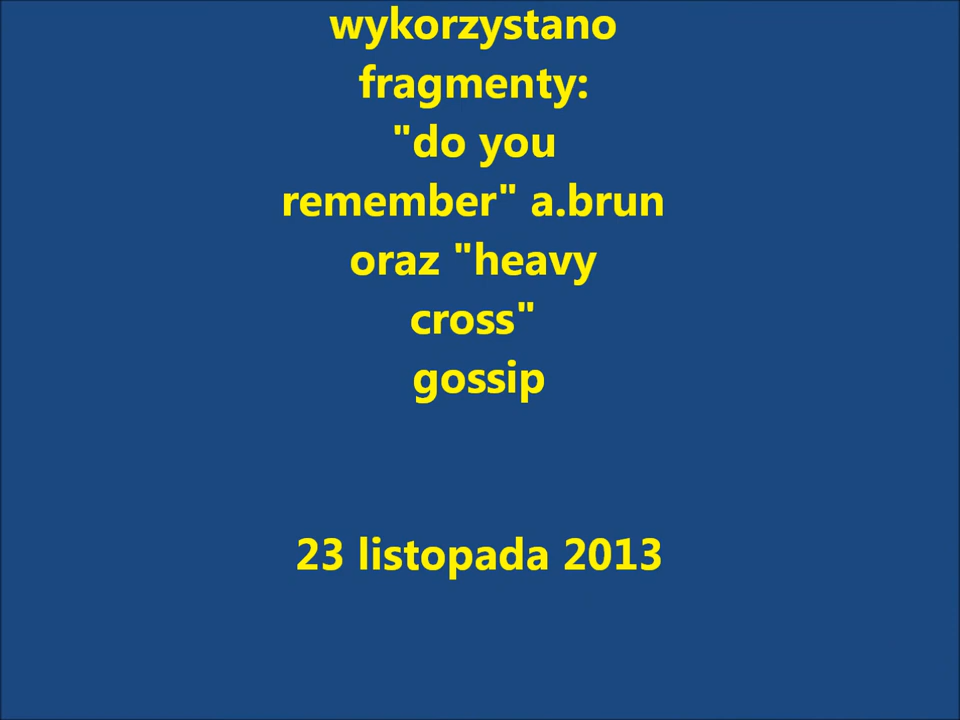 wykorzystano
fragmenty:
"do you
remember" a.brun
oraz "heavy
cross"
gossip
23 listopada 2013